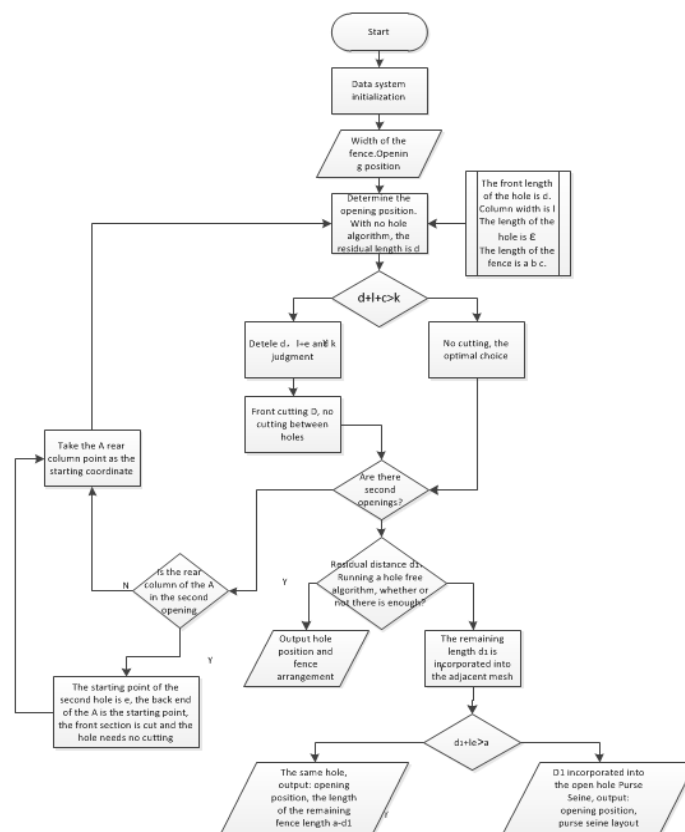 Start
Data system
initialization
Width of the
fence.Openin
g position
Determine the
opening position.
With no hole
algorithm, the
residual length is d
The front length
of the hole is d.
Column width is l
The length of the
hole is
The length of the
fence is a b c.
d+l+c>k
Detele d, l+e and k
judgment
No cutting, the
optimal choice
Front cutting D, no
cutting between
holes
Take the A rear
column point as the
starting coordinate
Are there
second
openings?
Is the rear
column of the A
in the second
opening
N
Y
Residual distance d1.
Running a hole free
algorithm, whether or
not there is enough?
Y
Output hole
position and
fence
arrangement
The remaining
length d1 is
incorporated into
the adjacent mesh
The starting point of the
second hole is e, the back end
of the A is the starting point,
the front section is cut and the
hole needs no cutting
d1+le>a
The same hole,
output: opening
position, the length
of the remaining
fence length a-d1
Y
D1 incorporated into
the open hole Purse
Seine, output:
opening position,
purse seine layout